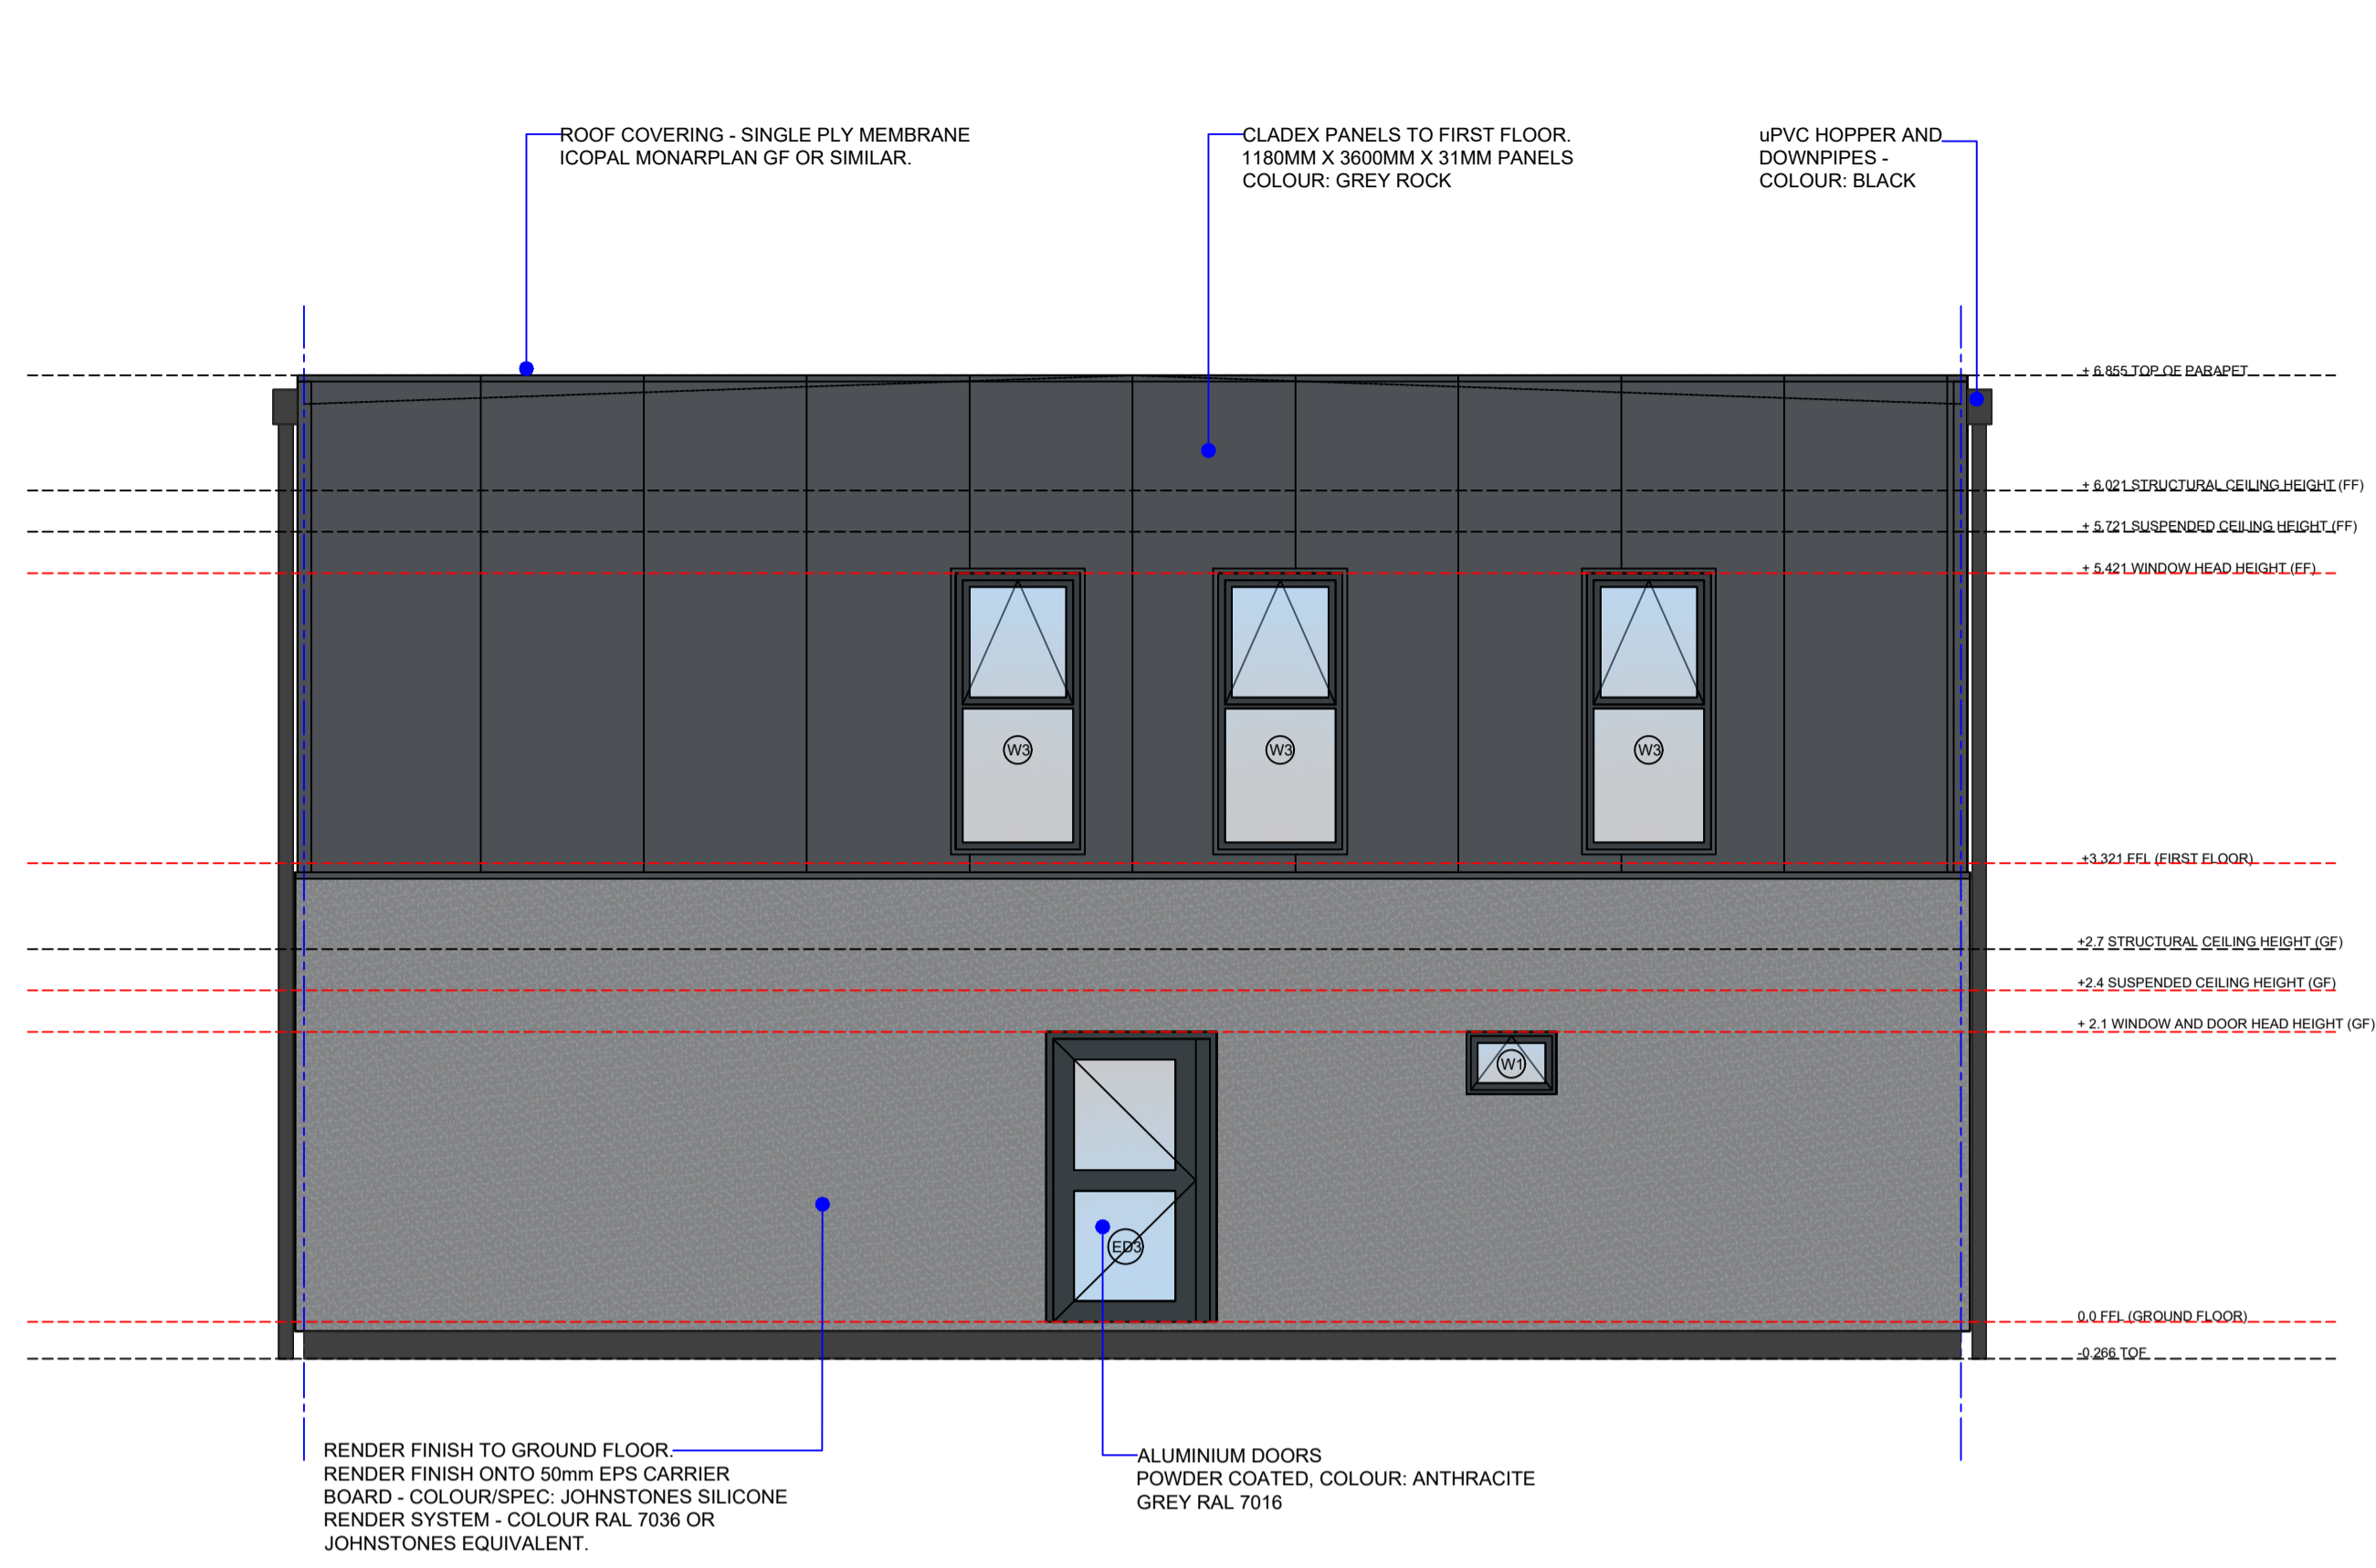 ROOF COVERING - SINGLE PLY MEMBRANE
ICOPAL MONARPLAN GF OR SIMILAR.
CLADEX PANELS TO FIRST FLOOR.
1180MM X 3600MM X 31MM PANELS
COLOUR: GREY ROCK
uPVC HOPPER AND
DOWNPIPES -
COLOUR: BLACK
+ 6.855 TOP OF PARAPET
+ 6.021 STRUCTURAL CEILING HEIGHT (FF)
+ 5.721 SUSPENDED CEILING HEIGHT (FF)
+ 5.421 WINDOW HEAD HEIGHT (FF)
W3
W3
W3
+3.321 FFL (FIRST FLOOR)
+2.7 STRUCTURAL CEILING HEIGHT (GF)
+2.4 SUSPENDED CEILING HEIGHT (GF)
+ 2.1 WINDOW AND DOOR HEAD HEIGHT (GF)
W1
ED3
0.0 FFL (GROUND FLOOR)
-0.266 TOF
RENDER FINISH TO GROUND FLOOR.
RENDER FINISH ONTO 50mm EPS CARRIER
BOARD - COLOUR/SPEC: JOHNSTONES SILICONE
RENDER SYSTEM - COLOUR RAL 7036 OR
JOHNSTONES EQUIVALENT.
ALUMINIUM DOORS
POWDER COATED, COLOUR: ANTHRACITE
GREY RAL 7016